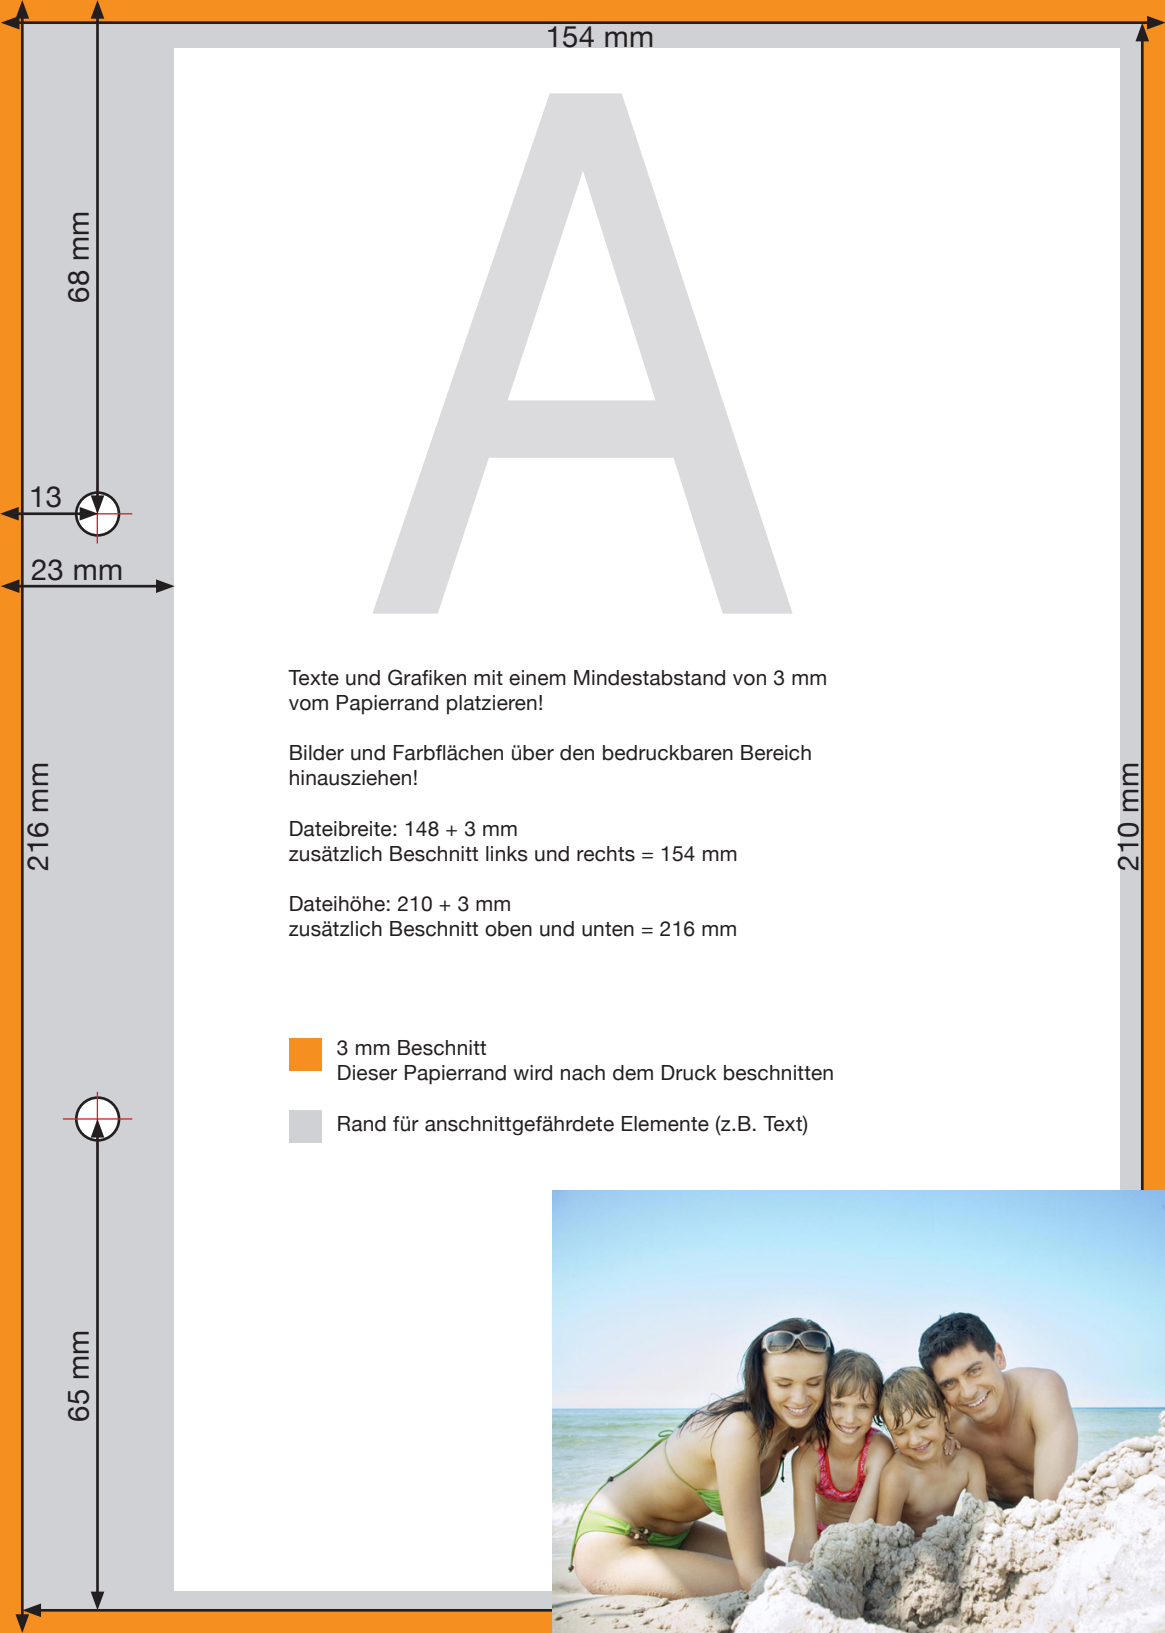 154 mm
A
68 mm
13
23 mm
Texte und Grafiken mit einem Mindestabstand von 3 mm
vom Papierrand platzieren!
Bilder und Farbflächen über den bedruckbaren Bereich
hinausziehen!
216 mm
210 mm
Dateibreite: 148 + 3 mm
zusätzlich Beschnitt links und rechts = 154 mm
Dateihöhe: 210 + 3 mm
zusätzlich Beschnitt oben und unten = 216 mm
3 mm Beschnitt
Dieser Papierrand wird nach dem Druck beschnitten
Rand für anschnittgefährdete Elemente (z.B. Text)
65 mm